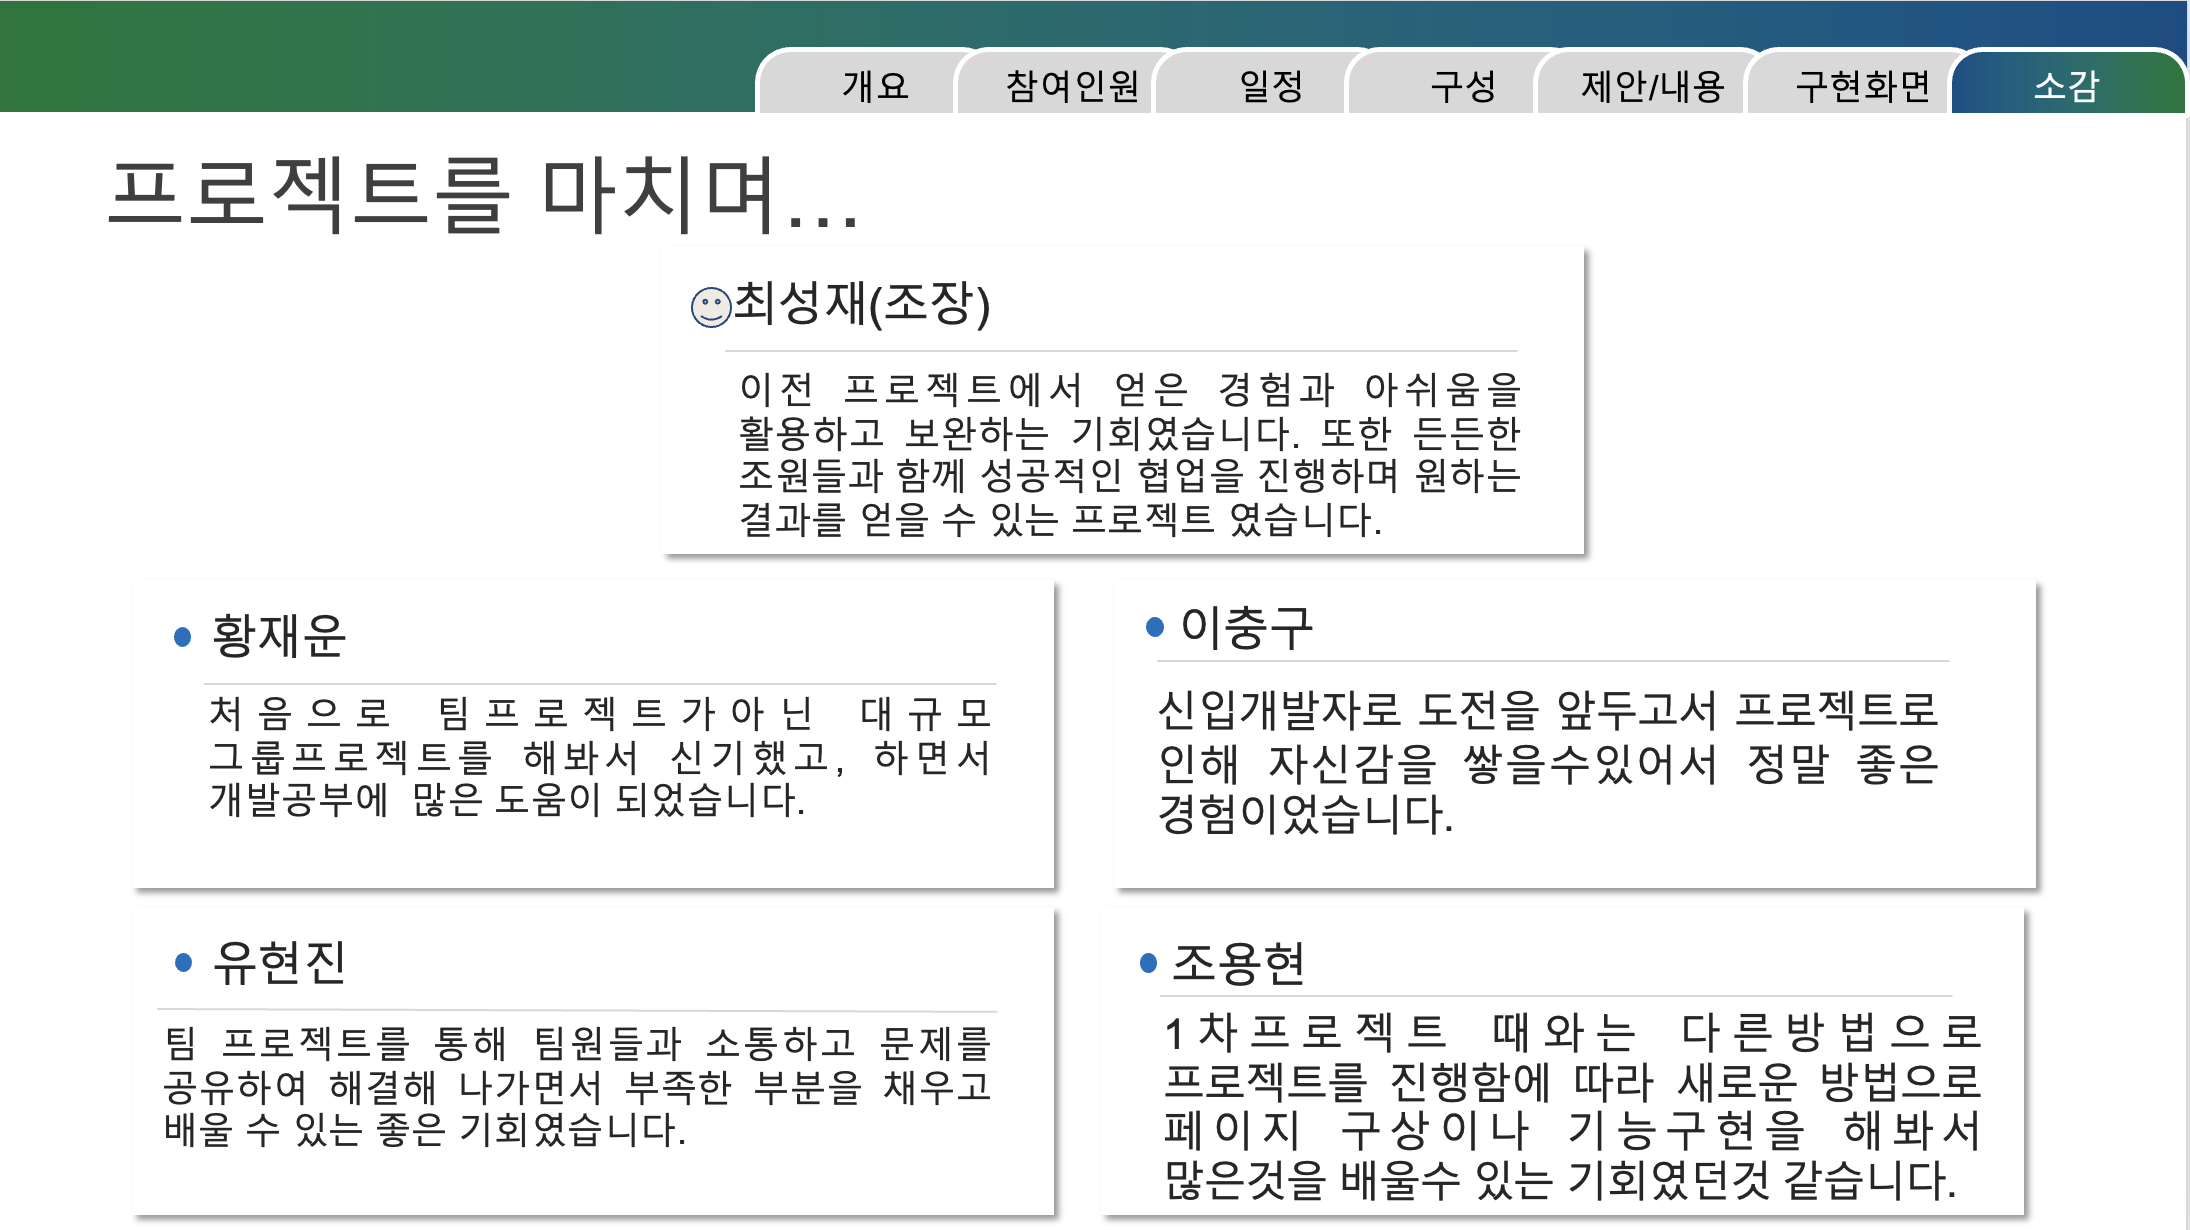 개요
참여인원
일정
구성
제안/내용
구현화면
소감
프로젝트를 마치며...
최성재(조장)
이전 프로젝트에서 얻은 경험과 아쉬움을
활용하고 보완하는 기회였습니다. 또한 든든한
조원들과 함께 성공적인 협업을 진행하며 원하는
결과를 얻을 수 있는 프로젝트 였습니다.
• 황재운
처음으로 팀프로젝트가아닌 대규모
그룹프로젝트를 해봐서 신기했고, 하면서
개발공부에 많은 도움이 되었습니다.
• 이충구
신입개발자로 도전을 앞두고서 프로젝트로
인해 자신감을 쌓을수있어서 정말 좋은
경험이었습니다.
• 유현진
팀 프로젝트를 통해 팀원들과 소통하고 문제를
공유하여 해결해 나가면서 부족한 부분을 채우고
배울 수 있는 좋은 기회였습니다.
• 조용현
1차프로젝트 때와는 다른방법으로
프로젝트를 진행함에 따라 새로운 방법으로
페이지 구상이나 기능구현을 해봐서
많은것을 배울수 있는 기회였던것 같습니다.